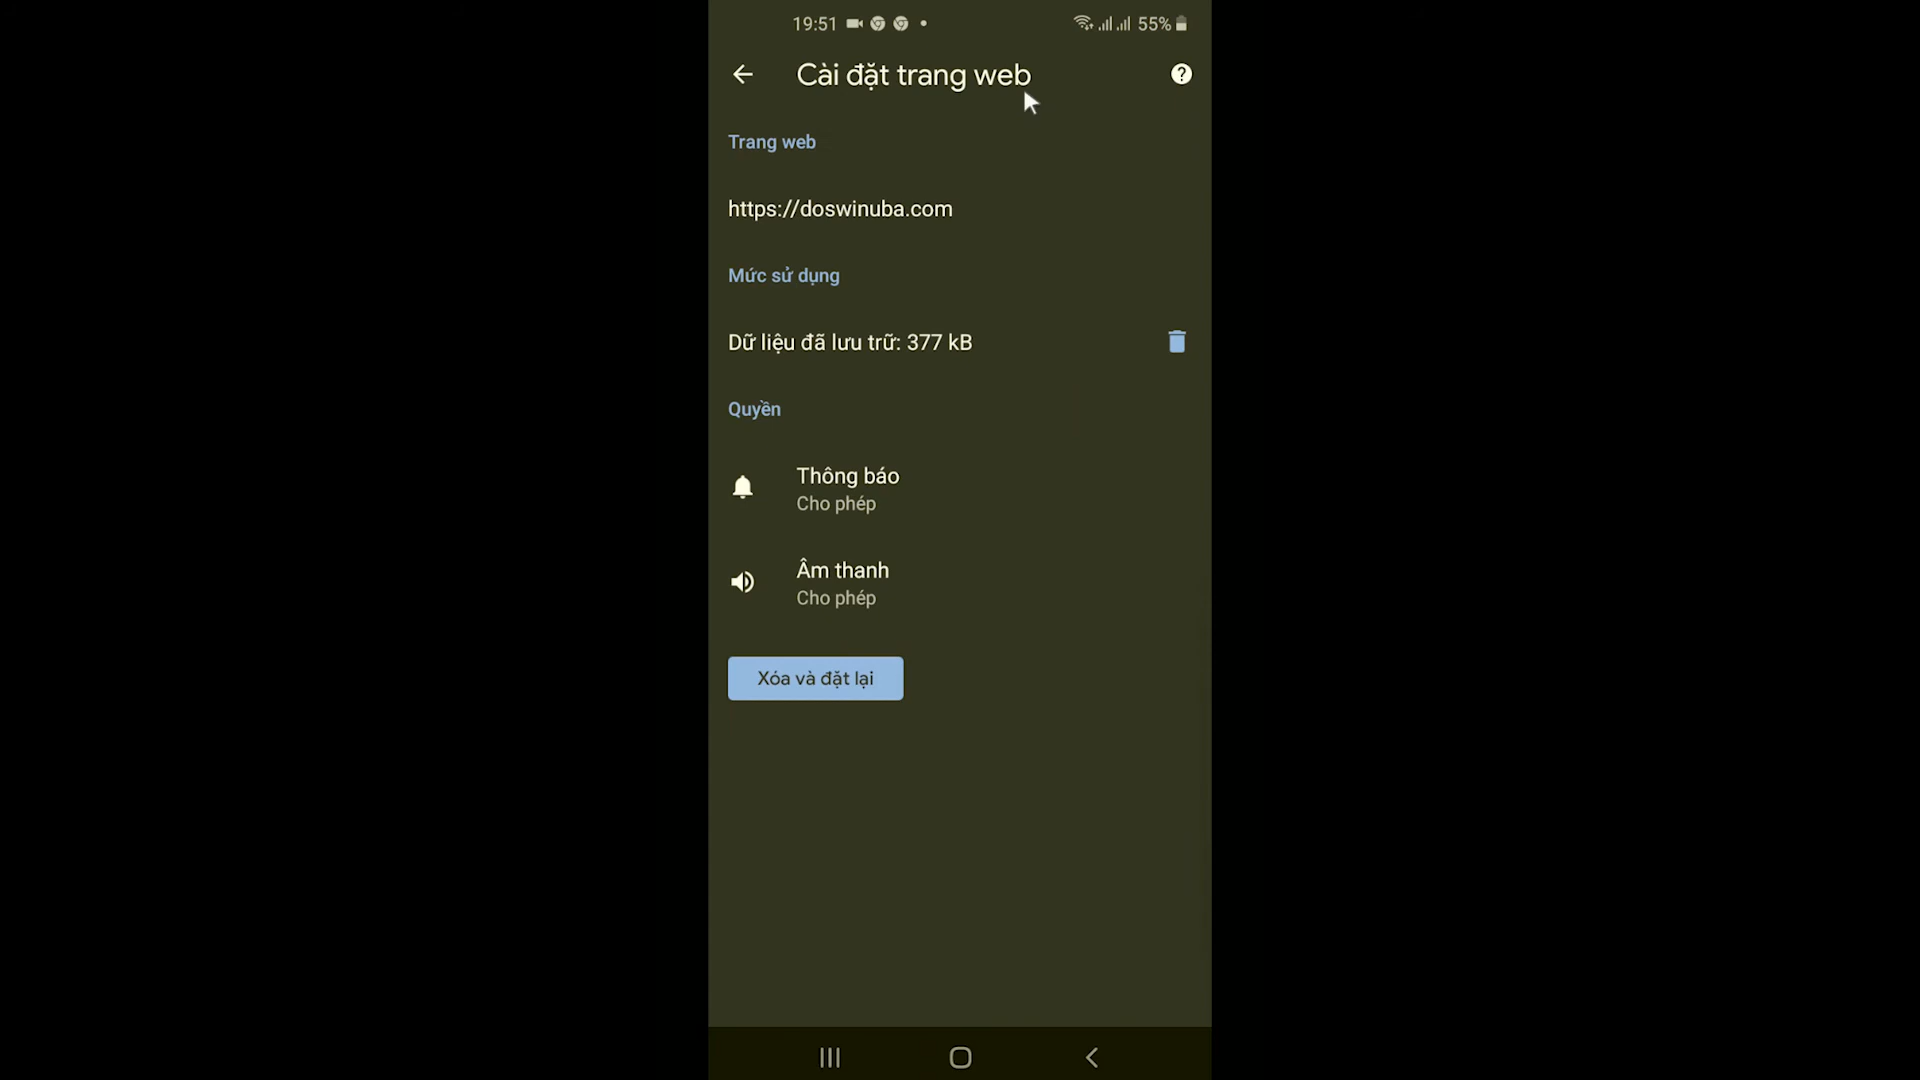 19:51
55%
Cài đặt trang web
Trang web
https://doswinuba.com
Mức sử dụng
Dữ liệu đã lưu trữ: 377 kB
Quyền
Thông báo
Cho phép
Âm thanh
Cho phép
Xóa và đặt lại